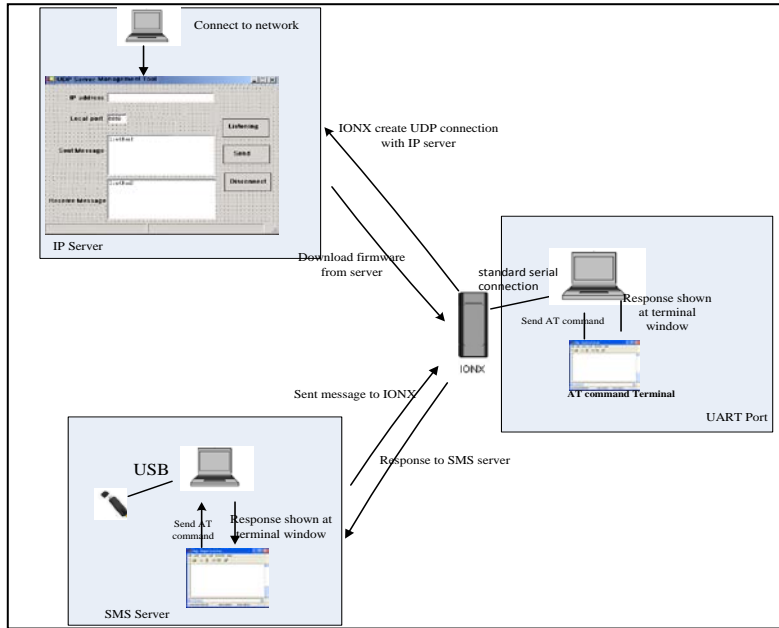 Connect to network
UDP Server Management Tool
IP address
Local port
Listening
Sent Message
Send
Disconnect
Receive Message
IP Server
IONX create UDP connection
with IP server
Download firmware
from server
standard serial
connection
Send AT command
Response shown
at terminal
window
IONX
AT command Terminal
UART Port
Sent message to IONX
Response to SMS server
USB
Send AT
command
Response shown at
terminal window
SMS Server